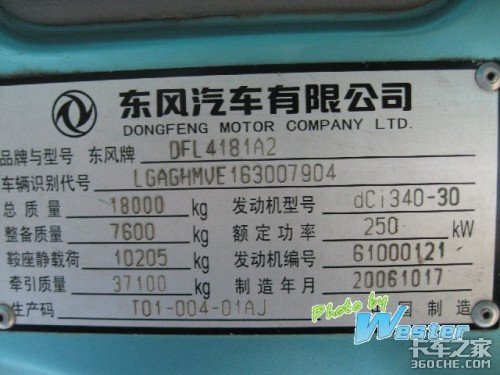 东风汽车有限公司
DONGFENG MOTOR COMPANY LTD.
品牌与型号 东风牌 DFL4181A2
车辆识别代号 LGAGHMVE163007904
总质量 18000 kg 发动机型号 dCi340-30
整备质量 7600 kg 额定功率 250 kW
鞍座静载荷 10205 kg 发动机编号 61000121
牵引质量 37100 kg 制造年月 20061017
生产码 T01-004-01AJ 国制造
Photo by
Wester
卡车之家
360che.com